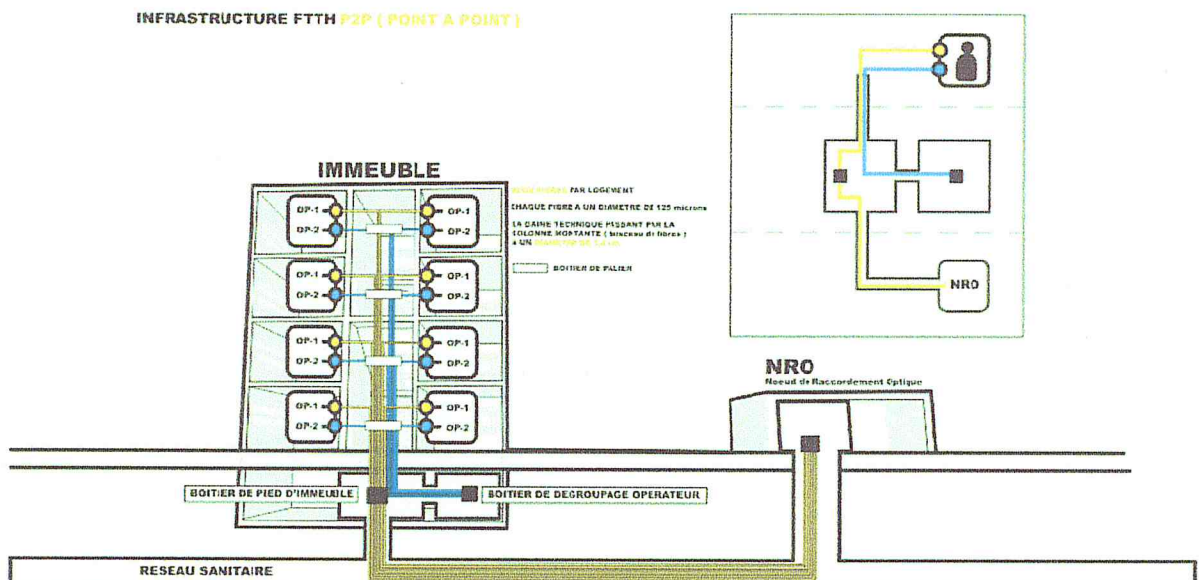 INFRASTRUCTURE FTTH P2P ( POINT A POINT )
IMMEUBLE
PAR LOGEMENT
CHAQUE FIBRE A UN DIAMETRE DE 125 microns
LA GAINE TECHNIQUE PASSANT PAR LA
COLONNE MONTANTE ( faisceau de fibres )
A UN DIAMETRE DE
BOITIER DE PALIER
OP-1
OP-2
OP-1
OP-2
OP-1
OP-2
OP-1
OP-2
OP-1
OP-2
OP-1
OP-2
OP-1
OP-2
OP-1
OP-2
NRO
NRO
Noeud de Raccordement Optique
BOITIER DE PIED D'IMMEUBLE
BOITIER DE DEGROUPAGE OPERATEUR
RESEAU SANITAIRE